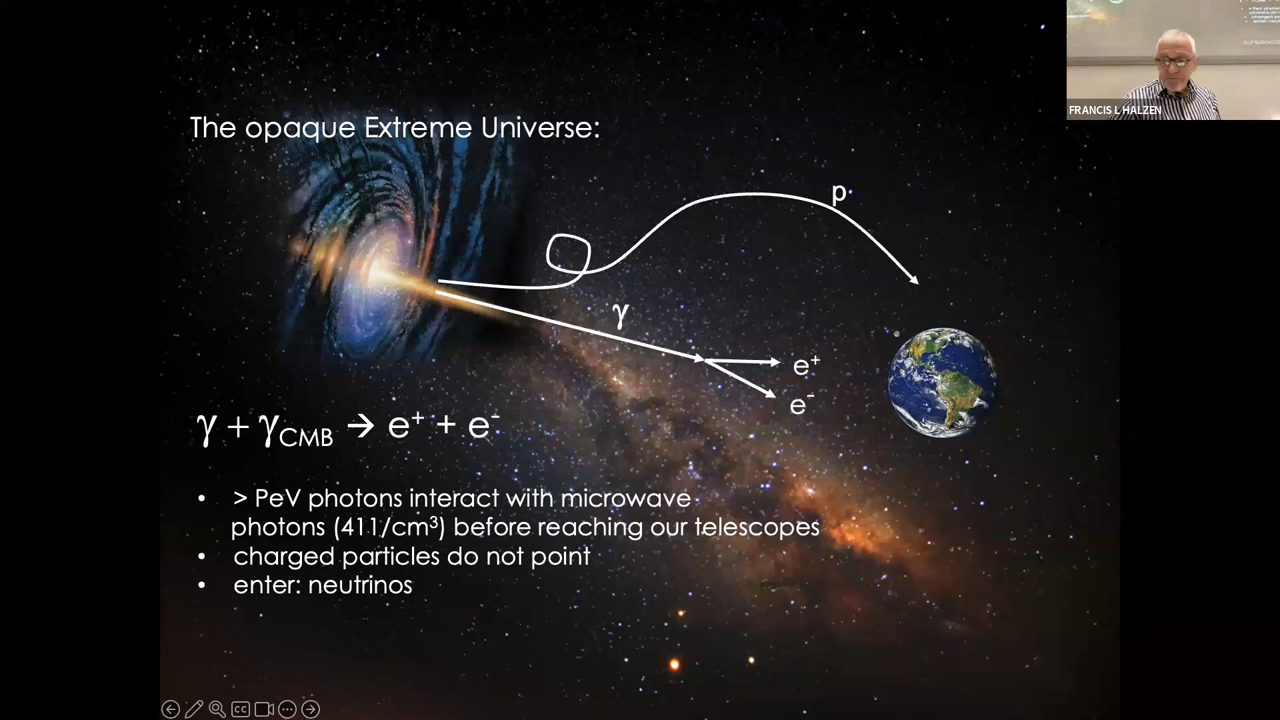 The opaque Extreme Universe:
p
γ
e⁺
e⁻
γ + γCMB → e⁺ + e⁻
• > PeV photons interact with microwave
photons (411/cm³) before reaching our telescopes
• charged particles do not point
• enter: neutrinos
FRANCIS L HALZEN
CC